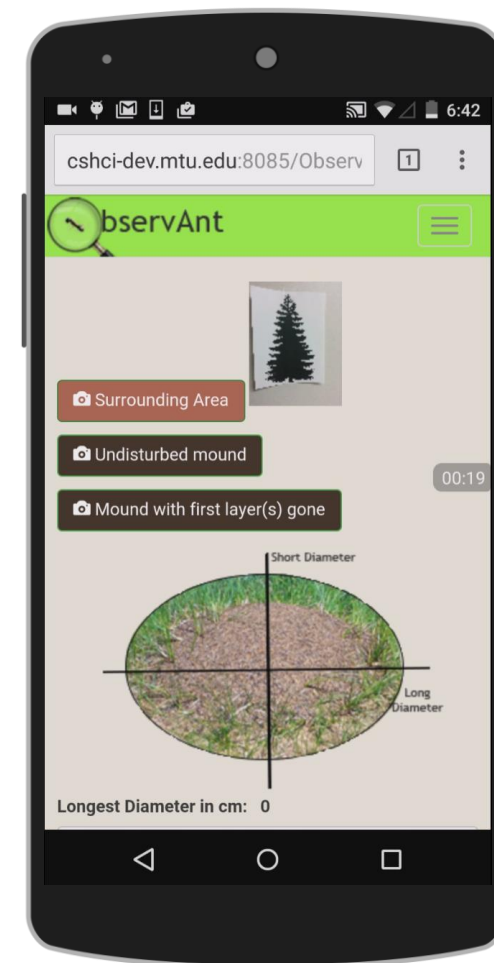 6:42
cshci-dev.mtu.edu:8085/Observ
1
bservAnt
Surrounding Area
Undisturbed mound
00:19
Mound with first layer(s) gone
Short Diameter
Long
Diameter
Longest Diameter in cm: 0